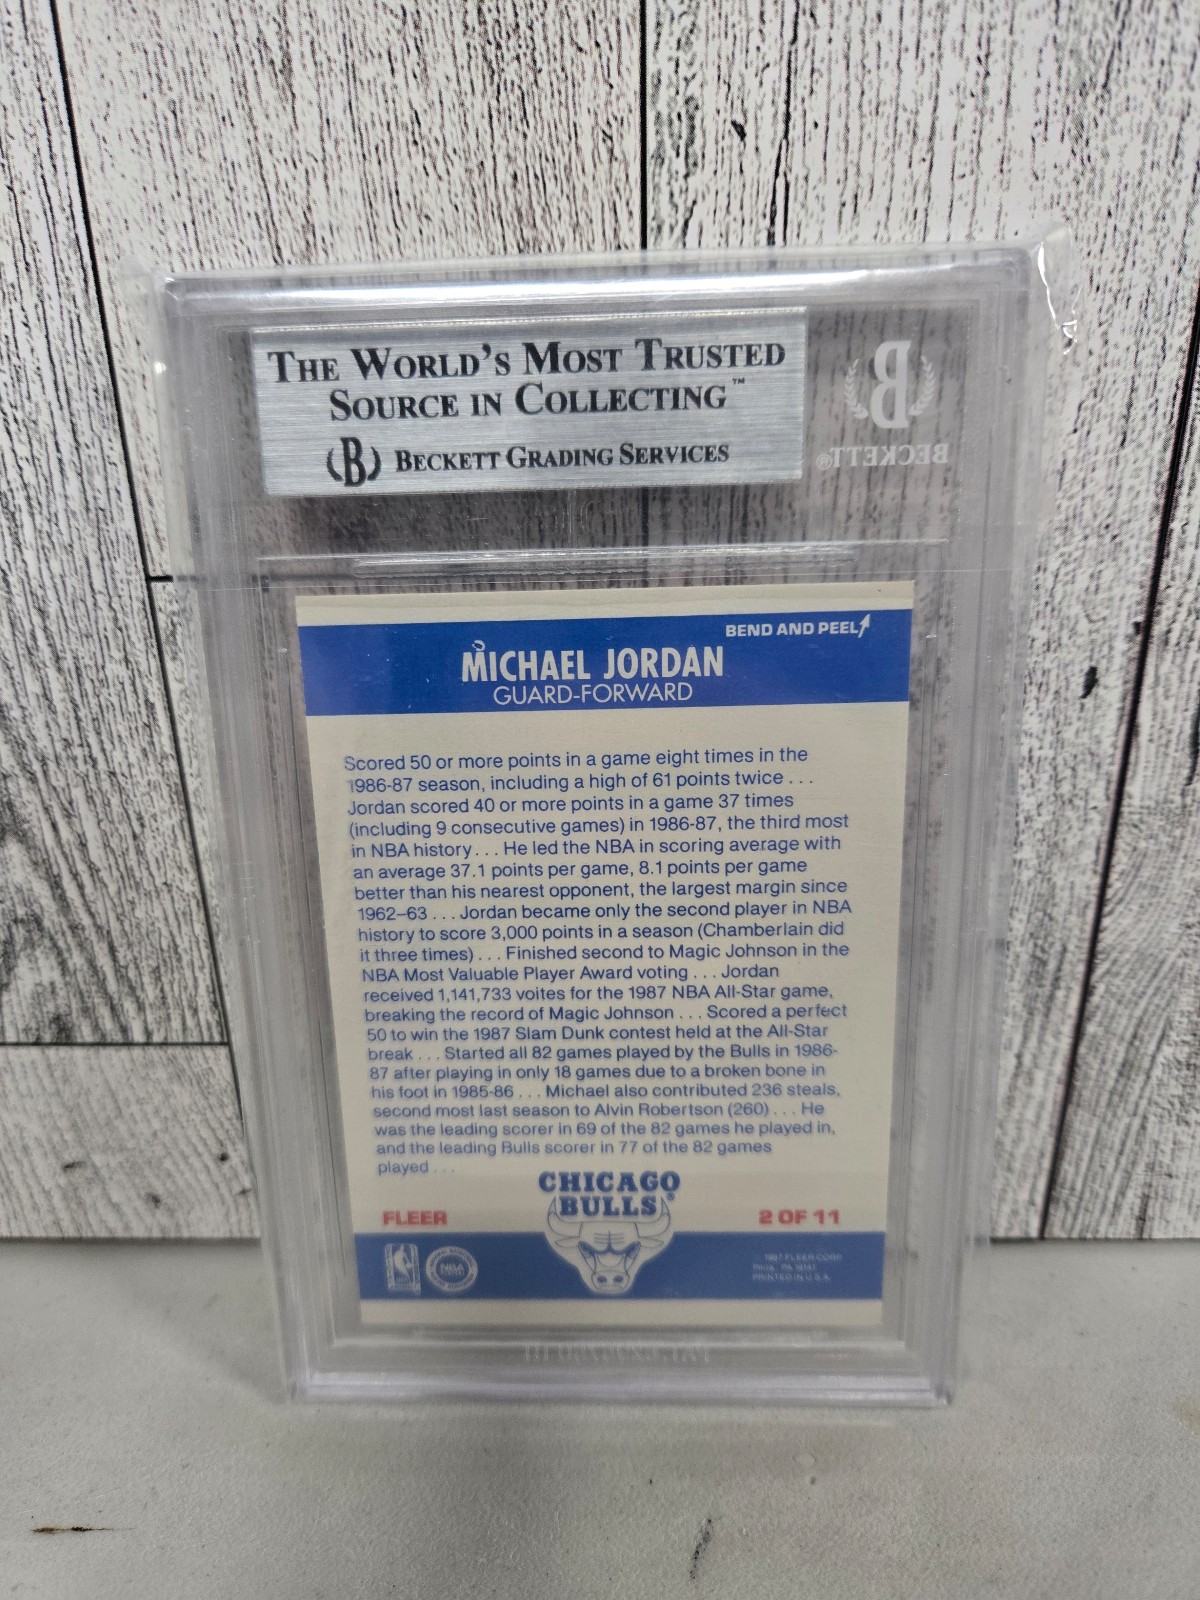 THE WORLD'S MOST TRUSTED
SOURCE IN COLLECTING™
B BECKETT GRADING SERVICES
B
BECKETT®
BEND AND PEEL
MICHAEL JORDAN
GUARD-FORWARD
Scored 50 or more points in a game eight times in the
1986-87 season, including a high of 61 points twice . . .
Jordan scored 40 or more points in a game 37 times
(including 9 consecutive games) in 1986-87, the third most
in NBA history . . . He led the NBA in scoring average with
an average 37.1 points per game, 8.1 points per game
better than his nearest opponent, the largest margin since
1962–63 . . . Jordan became only the second player in NBA
history to score 3,000 points in a season (Chamberlain did
it three times) . . . Finished second to Magic Johnson in the
NBA Most Valuable Player Award voting . . . Jordan
received 1,141,733 voites for the 1987 NBA All-Star game,
breaking the record of Magic Johnson . . . Scored a perfect
50 to win the 1987 Slam Dunk contest held at the All-Star
break . . . Started all 82 games played by the Bulls in 1986-
87 after playing in only 18 games due to a broken bone in
his foot in 1985-86 . . . Michael also contributed 236 steals,
second most last season to Alvin Robertson (260) . . . He
was the leading scorer in 69 of the 82 games he played in,
and the leading Bulls scorer in 77 of the 82 games
played . . .
CHICAGO
BULLS®
FLEER
2 OF 11
NBA
1987 FLEER CORP.
PHILA., PA 19141
PRINTED IN U.S.A.